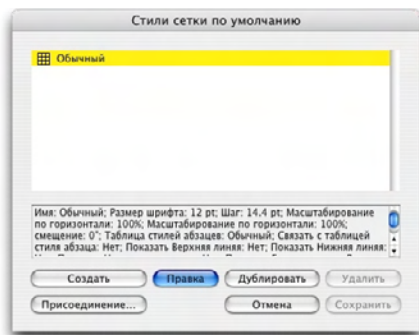 Стили сетки по умолчанию
Обычный
Имя: Обычный; Размер шрифта: 12 pt; Шаг: 14.4 pt; Масштабирование
по горизонтали: 100%; Масштабирование по горизонтали: 100%;
смещение: 0"; Таблица стилей абзацев: Обычный; Связать с таблицей
стиля абзаца: Нет; Показать Верхняя линия: Нет; Показать Нижняя линия:
Создать
Правка
Дублировать
Удалить
Присоединение...
Отмена
Сохранить